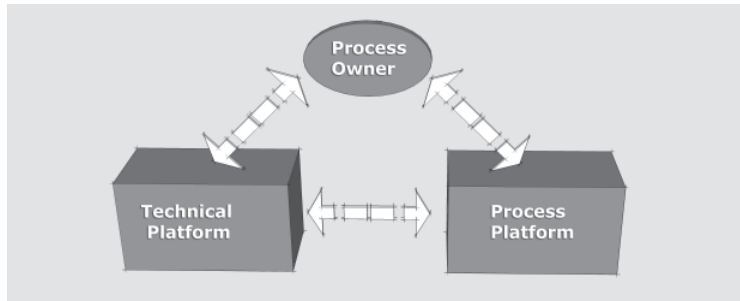 Process
Owner
Technical
Platform
Process
Platform